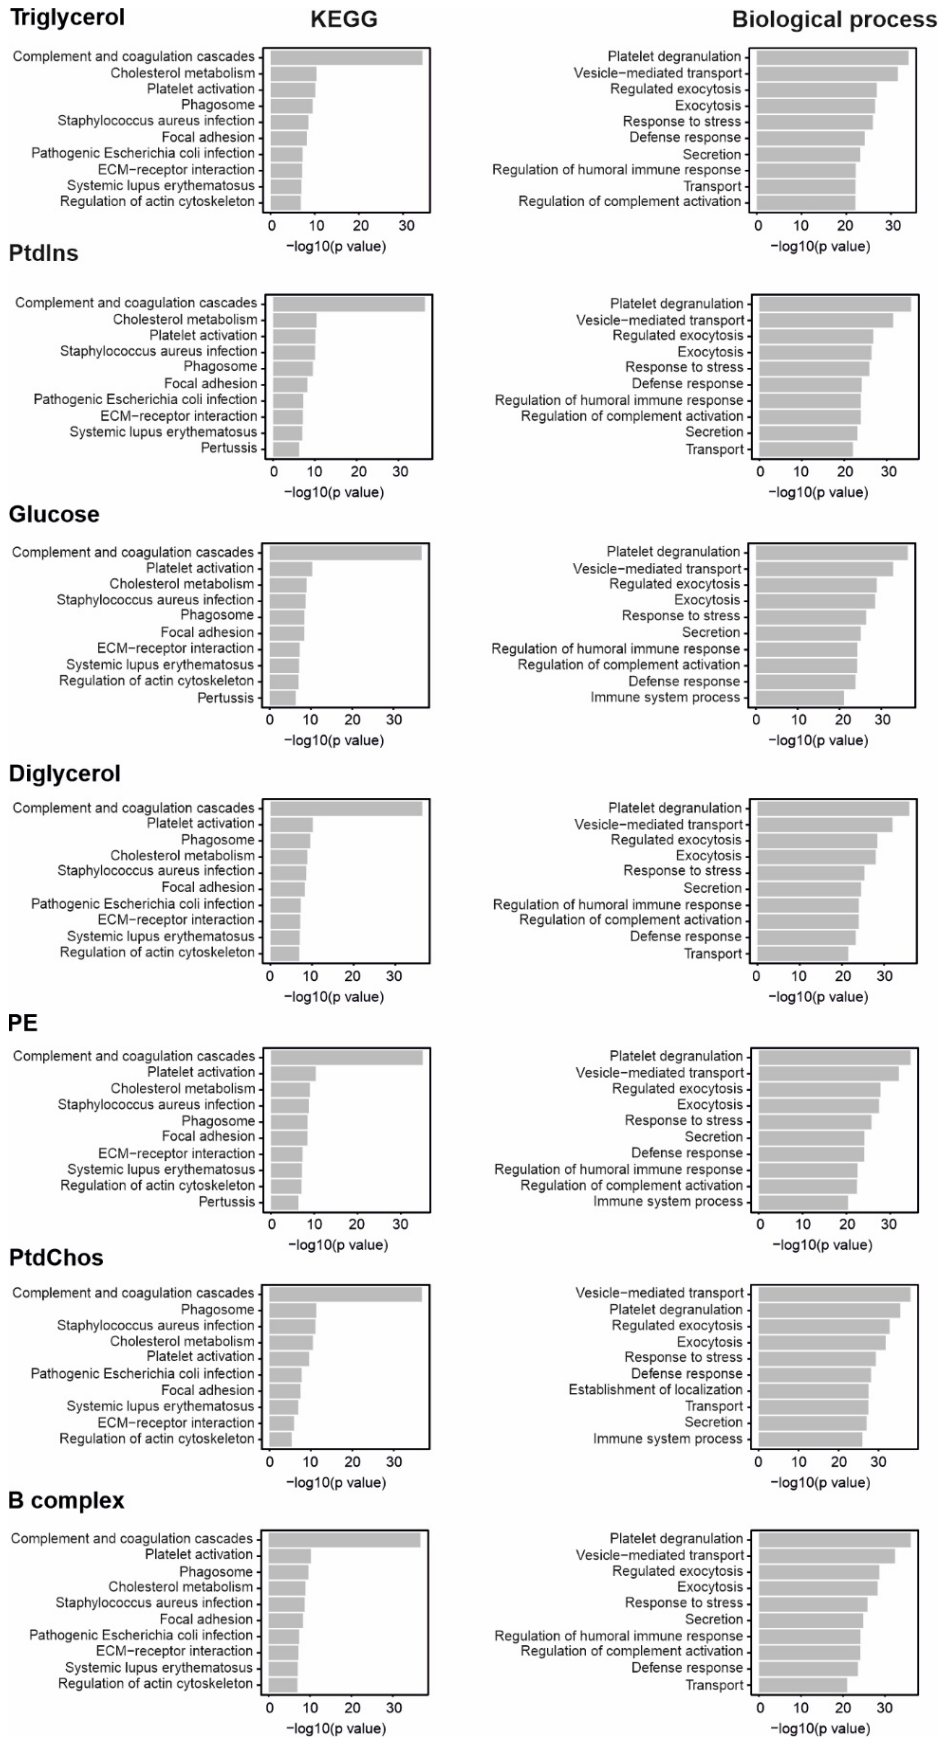 Triglycerol
KEGG
Biological process
Complement and coagulation cascades
Cholesterol metabolism
Platelet activation
Phagosome
Staphylococcus aureus infection
Focal adhesion
Pathogenic Escherichia coli infection
ECM−receptor interaction
Systemic lupus erythematosus
Regulation of actin cytoskeleton
0 10 20 30
−log10(p value)
Platelet degranulation
Vesicle−mediated transport
Regulated exocytosis
Exocytosis
Response to stress
Defense response
Secretion
Regulation of humoral immune response
Transport
Regulation of complement activation
0 10 20 30
−log10(p value)
PtdIns
Complement and coagulation cascades
Cholesterol metabolism
Platelet activation
Staphylococcus aureus infection
Phagosome
Focal adhesion
Pathogenic Escherichia coli infection
ECM−receptor interaction
Systemic lupus erythematosus
Pertussis
0 10 20 30
−log10(p value)
Platelet degranulation
Vesicle−mediated transport
Regulated exocytosis
Exocytosis
Response to stress
Defense response
Regulation of humoral immune response
Regulation of complement activation
Secretion
Transport
0 10 20 30
−log10(p value)
Glucose
Complement and coagulation cascades
Platelet activation
Cholesterol metabolism
Staphylococcus aureus infection
Phagosome
Focal adhesion
ECM−receptor interaction
Systemic lupus erythematosus
Regulation of actin cytoskeleton
Pertussis
0 10 20 30
−log10(p value)
Platelet degranulation
Vesicle−mediated transport
Regulated exocytosis
Exocytosis
Response to stress
Secretion
Regulation of humoral immune response
Regulation of complement activation
Defense response
Immune system process
0 10 20 30
−log10(p value)
Diglycerol
Complement and coagulation cascades
Platelet activation
Phagosome
Cholesterol metabolism
Staphylococcus aureus infection
Focal adhesion
Pathogenic Escherichia coli infection
ECM−receptor interaction
Systemic lupus erythematosus
Regulation of actin cytoskeleton
0 10 20 30
−log10(p value)
Platelet degranulation
Vesicle−mediated transport
Regulated exocytosis
Exocytosis
Response to stress
Secretion
Regulation of humoral immune response
Regulation of complement activation
Defense response
Transport
0 10 20 30
−log10(p value)
PE
Complement and coagulation cascades
Platelet activation
Cholesterol metabolism
Staphylococcus aureus infection
Phagosome
Focal adhesion
ECM−receptor interaction
Systemic lupus erythematosus
Regulation of actin cytoskeleton
Pertussis
0 10 20 30
−log10(p value)
Platelet degranulation
Vesicle−mediated transport
Regulated exocytosis
Exocytosis
Response to stress
Secretion
Defense response
Regulation of humoral immune response
Regulation of complement activation
Immune system process
0 10 20 30
−log10(p value)
PtdChos
Complement and coagulation cascades
Phagosome
Staphylococcus aureus infection
Cholesterol metabolism
Platelet activation
Pathogenic Escherichia coli infection
Focal adhesion
Systemic lupus erythematosus
ECM−receptor interaction
Regulation of actin cytoskeleton
0 10 20 30
−log10(p value)
Vesicle−mediated transport
Platelet degranulation
Regulated exocytosis
Exocytosis
Response to stress
Defense response
Establishment of localization
Transport
Secretion
Immune system process
0 10 20 30
−log10(p value)
B complex
Complement and coagulation cascades
Platelet activation
Phagosome
Cholesterol metabolism
Staphylococcus aureus infection
Focal adhesion
Pathogenic Escherichia coli infection
ECM−receptor interaction
Systemic lupus erythematosus
Regulation of actin cytoskeleton
0 10 20 30
−log10(p value)
Platelet degranulation
Vesicle−mediated transport
Regulated exocytosis
Exocytosis
Response to stress
Secretion
Regulation of humoral immune response
Regulation of complement activation
Defense response
Transport
0 10 20 30
−log10(p value)